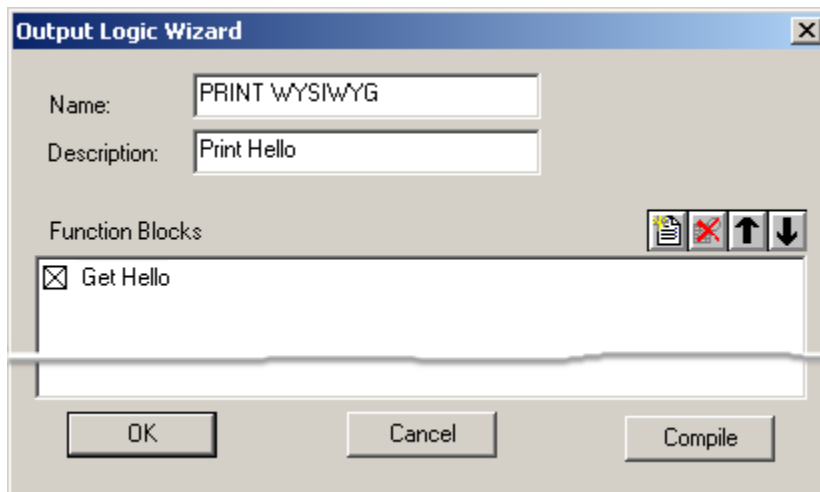 Output Logic Wizard
Name: PRINT WYSIWYG
Description: Print Hello
Function Blocks
Get Hello
OK Cancel Compile